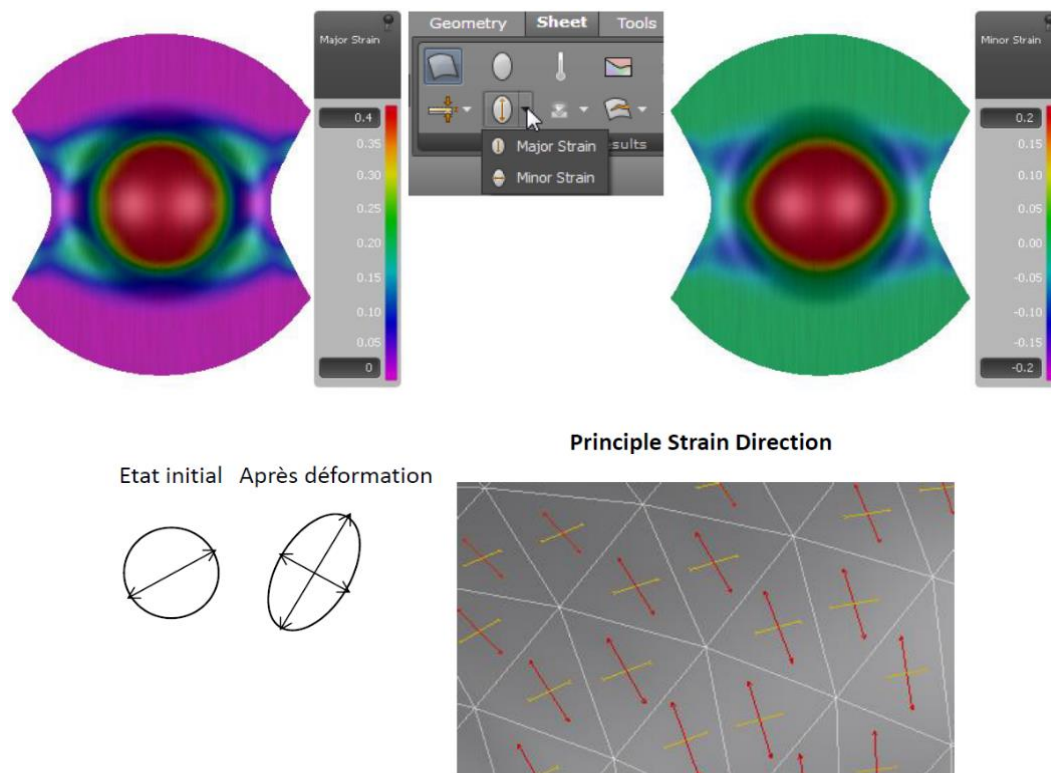 Major Strain
0.4
0.35
0.30
0.25
0.20
0.15
0.10
0.05
0
Geometry Sheet Tools
esults
Major Strain
Minor Strain
Minor Strain
0.2
0.15
0.10
0.05
0.00
-0.05
-0.10
-0.15
-0.2
Principle Strain Direction
Etat initial Après déformation